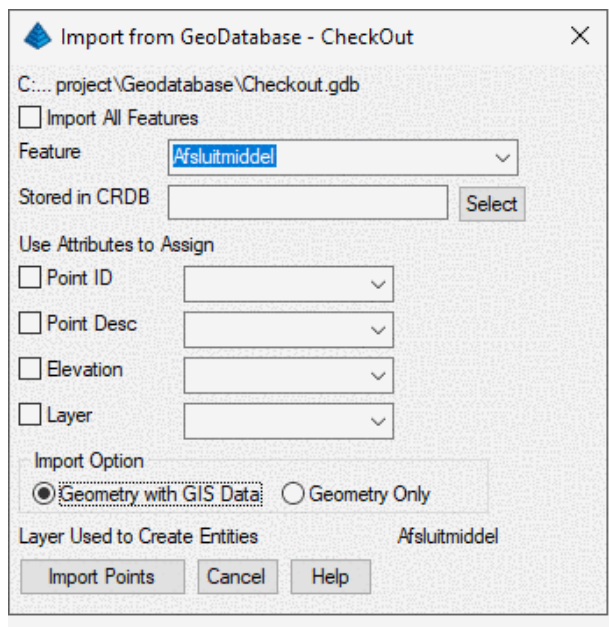 Import from GeoDatabase - CheckOut
C:... project\Geodatabase\Checkout.gdb
Import All Features
Feature Afsluitmiddel
Stored in CRDB Select
Use Attributes to Assign
Point ID
Point Desc
Elevation
Layer
Import Option
Geometry with GIS Data Geometry Only
Layer Used to Create Entities Afsluitmiddel
Import Points Cancel Help